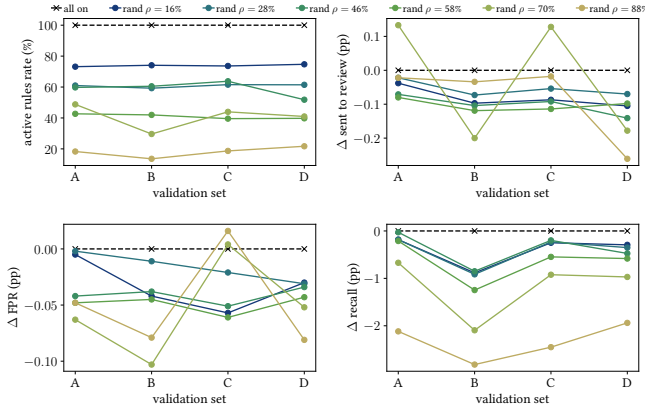 all on rand ρ = 16% rand ρ = 28% rand ρ = 46% rand ρ = 58% rand ρ = 70% rand ρ = 88%
active rules rate (%)
100
80
60
40
20
A B C D
validation set
Δ sent to review (pp)
0.1
0.0
−0.1
−0.2
A B C D
validation set
Δ FPR (pp)
0.00
−0.05
−0.10
A B C D
validation set
Δ recall (pp)
0
−1
−2
A B C D
validation set